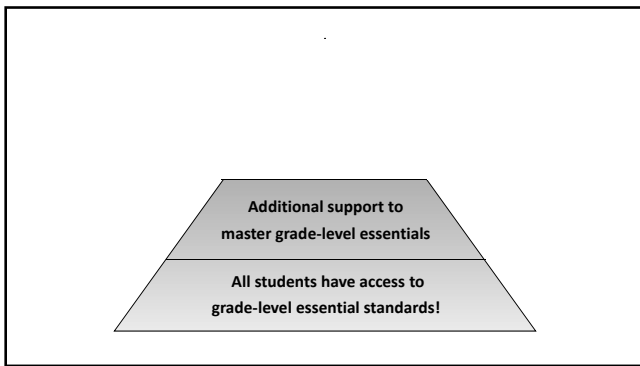 Additional support to
master grade-level essentials
All students have access to
grade-level essential standards!